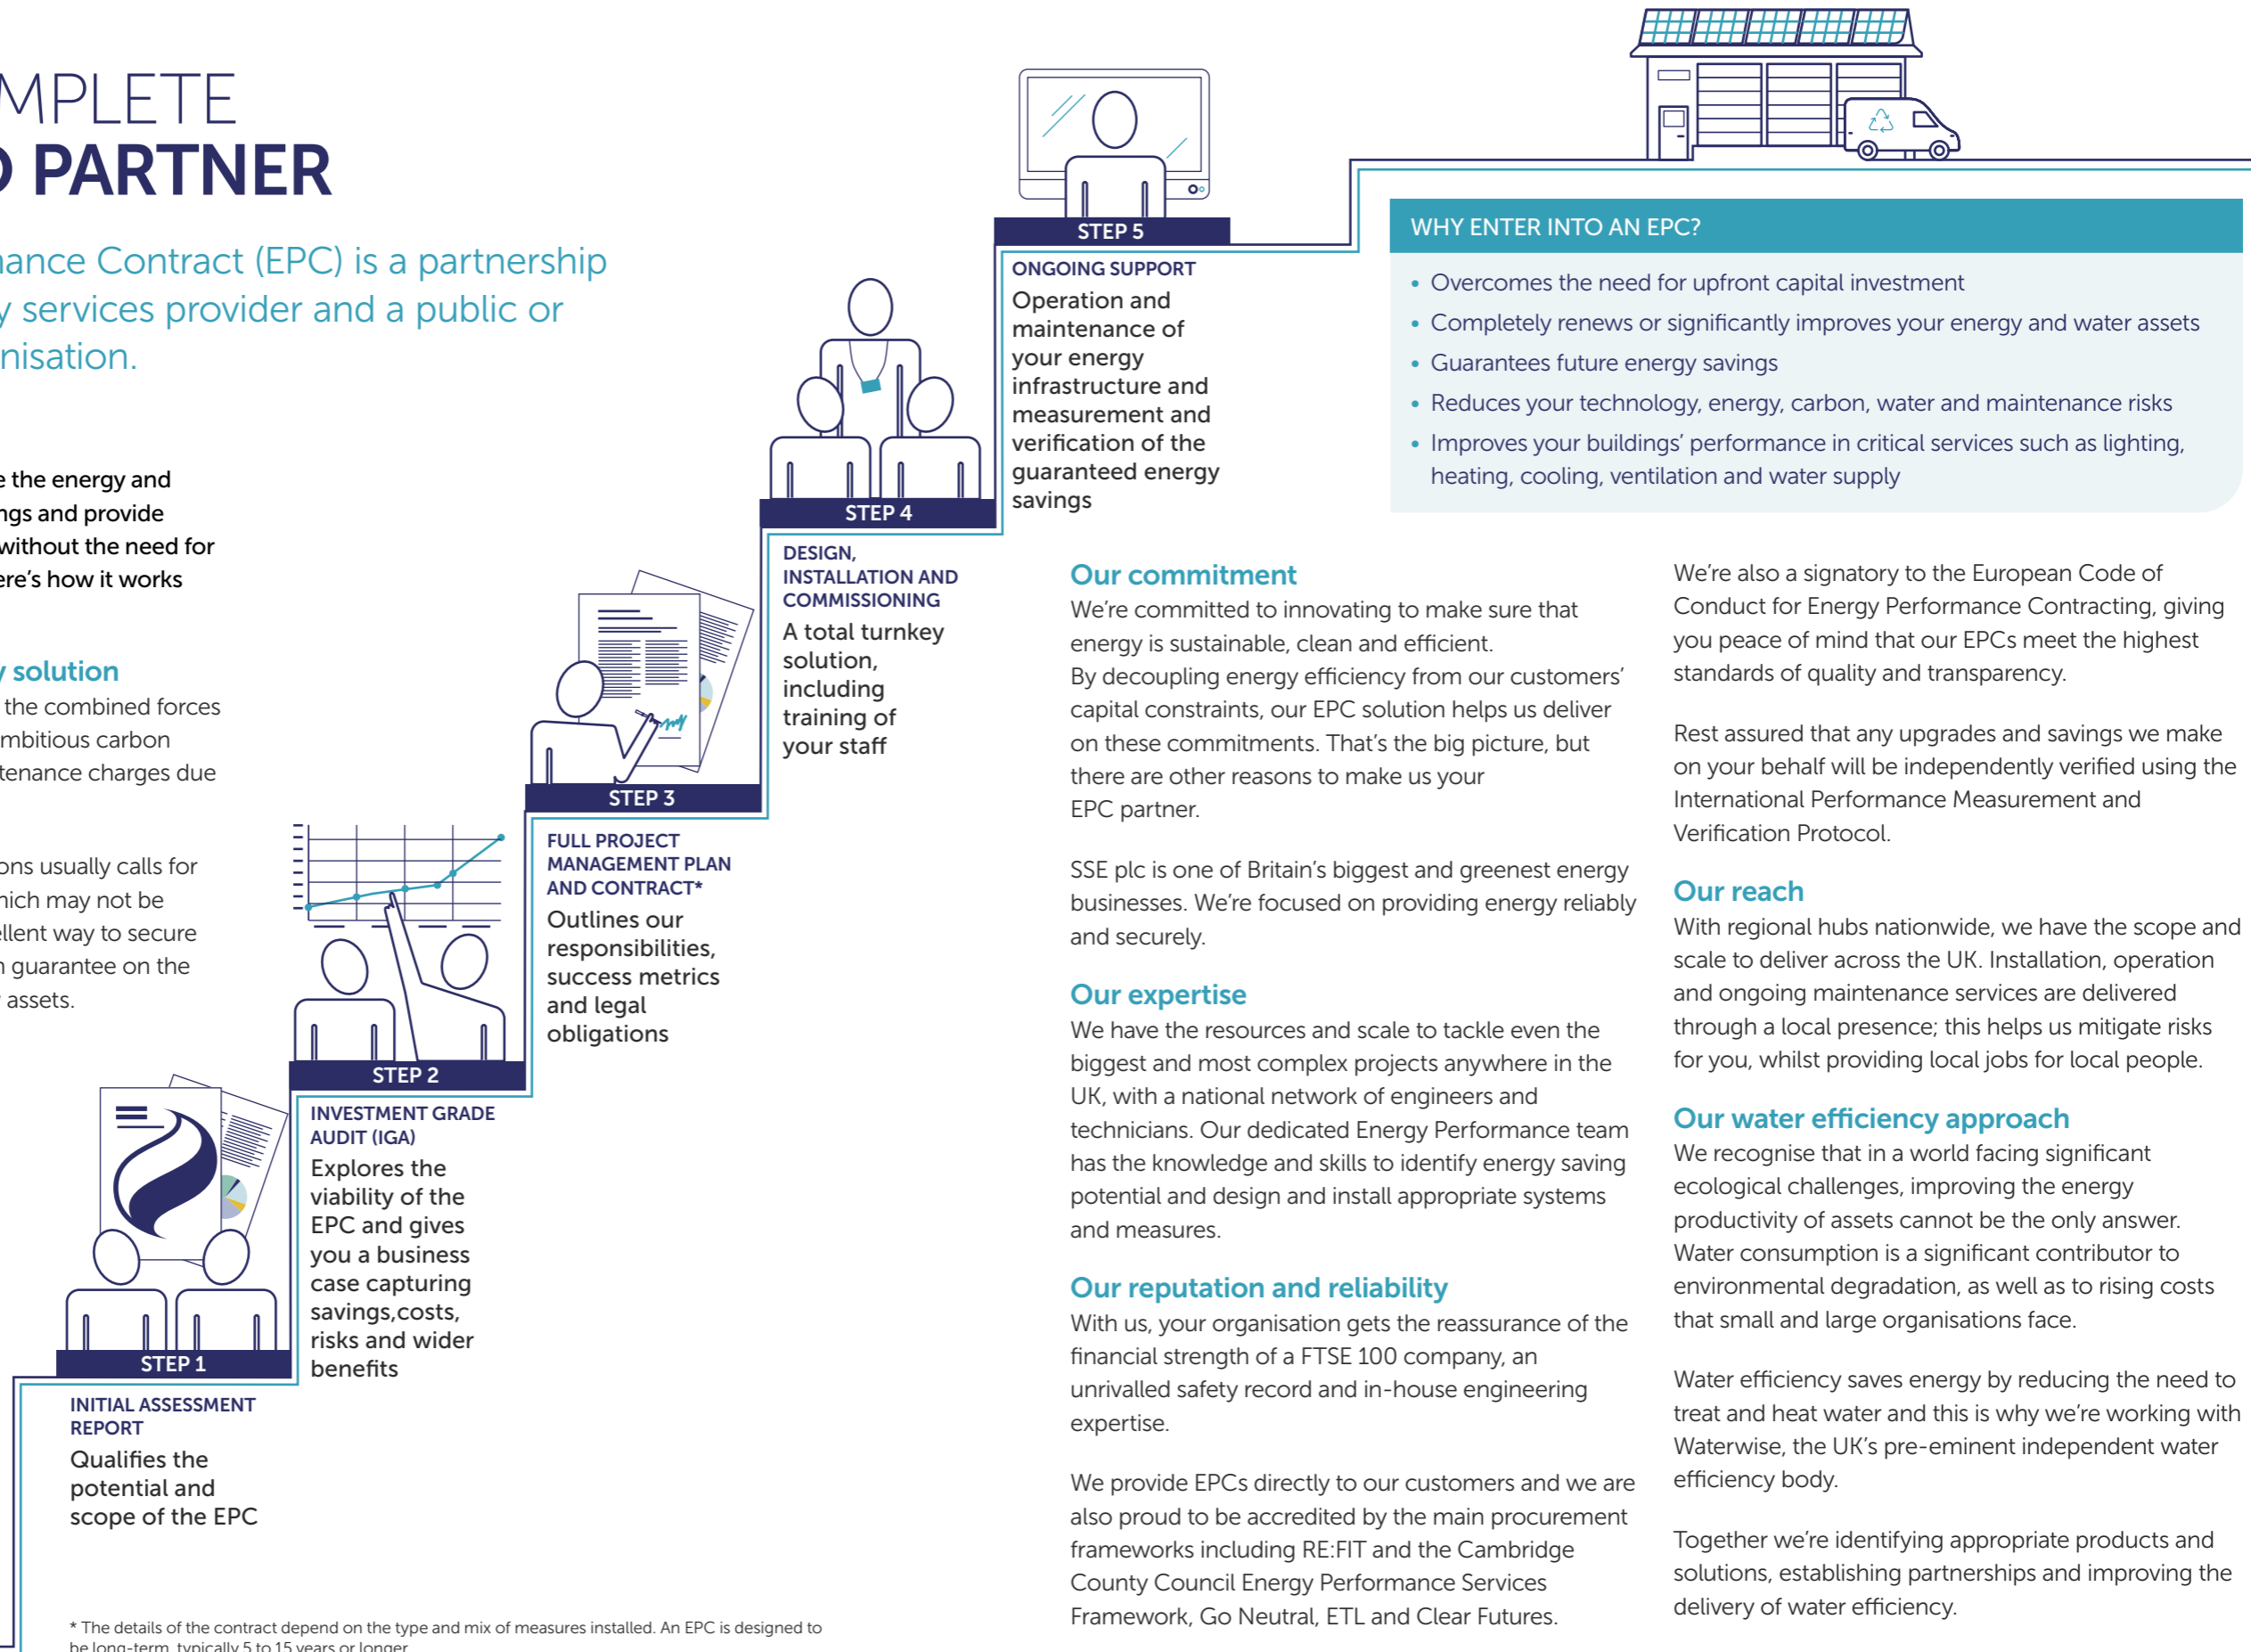 MPLETE
PARTNER
nance Contract (EPC) is a partnership
y services provider and a public or
nisation.
e the energy and
ngs and provide
without the need for
ere's how it works
y solution
the combined forces
mbitious carbon
tenance charges due
ons usually calls for
hich may not be
ellent way to secure
n guarantee on the
assets.
STEP 1
INITIAL ASSESSMENT
REPORT
Qualifies the
potential and
scope of the EPC
STEP 2
INVESTMENT GRADE
AUDIT (IGA)
Explores the
viability of the
EPC and gives
you a business
case capturing
savings,costs,
risks and wider
benefits
STEP 3
FULL PROJECT
MANAGEMENT PLAN
AND CONTRACT*
Outlines our
responsibilities,
success metrics
and legal
obligations
STEP 4
DESIGN,
INSTALLATION AND
COMMISSIONING
A total turnkey
solution,
including
training of
your staff
STEP 5
ONGOING SUPPORT
Operation and
maintenance of
your energy
infrastructure and
measurement and
verification of the
guaranteed energy
savings
* The details of the contract depend on the type and mix of measures installed. An EPC is designed to
be long-term, typically 5 to 15 years or longer
WHY ENTER INTO AN EPC?
• Overcomes the need for upfront capital investment
• Completely renews or significantly improves your energy and water assets
• Guarantees future energy savings
• Reduces your technology, energy, carbon, water and maintenance risks
• Improves your buildings' performance in critical services such as lighting,
heating, cooling, ventilation and water supply
Our commitment
We're committed to innovating to make sure that
energy is sustainable, clean and efficient.
By decoupling energy efficiency from our customers'
capital constraints, our EPC solution helps us deliver
on these commitments. That's the big picture, but
there are other reasons to make us your
EPC partner.
SSE plc is one of Britain's biggest and greenest energy
businesses. We're focused on providing energy reliably
and securely.
Our expertise
We have the resources and scale to tackle even the
biggest and most complex projects anywhere in the
UK, with a national network of engineers and
technicians. Our dedicated Energy Performance team
has the knowledge and skills to identify energy saving
potential and design and install appropriate systems
and measures.
Our reputation and reliability
With us, your organisation gets the reassurance of the
financial strength of a FTSE 100 company, an
unrivalled safety record and in-house engineering
expertise.
We provide EPCs directly to our customers and we are
also proud to be accredited by the main procurement
frameworks including RE:FIT and the Cambridge
County Council Energy Performance Services
Framework, Go Neutral, ETL and Clear Futures.
We're also a signatory to the European Code of
Conduct for Energy Performance Contracting, giving
you peace of mind that our EPCs meet the highest
standards of quality and transparency.
Rest assured that any upgrades and savings we make
on your behalf will be independently verified using the
International Performance Measurement and
Verification Protocol.
Our reach
With regional hubs nationwide, we have the scope and
scale to deliver across the UK. Installation, operation
and ongoing maintenance services are delivered
through a local presence; this helps us mitigate risks
for you, whilst providing local jobs for local people.
Our water efficiency approach
We recognise that in a world facing significant
ecological challenges, improving the energy
productivity of assets cannot be the only answer.
Water consumption is a significant contributor to
environmental degradation, as well as to rising costs
that small and large organisations face.
Water efficiency saves energy by reducing the need to
treat and heat water and this is why we're working with
Waterwise, the UK's pre-eminent independent water
efficiency body.
Together we're identifying appropriate products and
solutions, establishing partnerships and improving the
delivery of water efficiency.